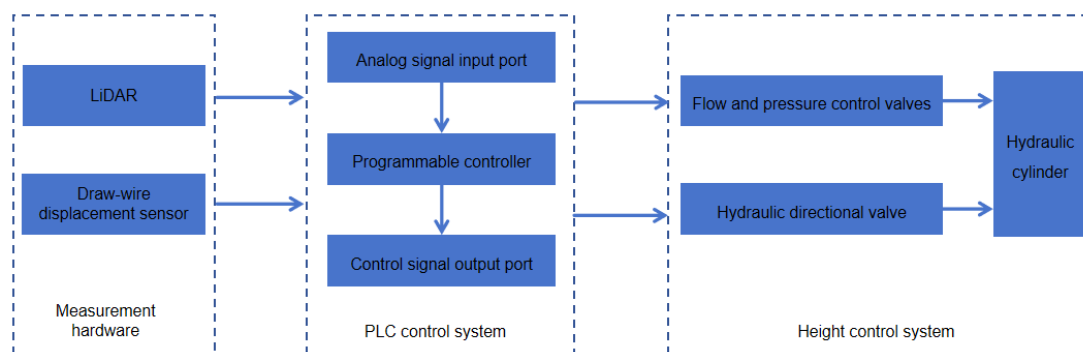 LiDAR
Draw-wire
displacement sensor
Measurement
hardware
Analog signal input port
Programmable controller
Control signal output port
PLC control system
Flow and pressure control valves
Hydraulic directional valve
Hydraulic
cylinder
Height control system